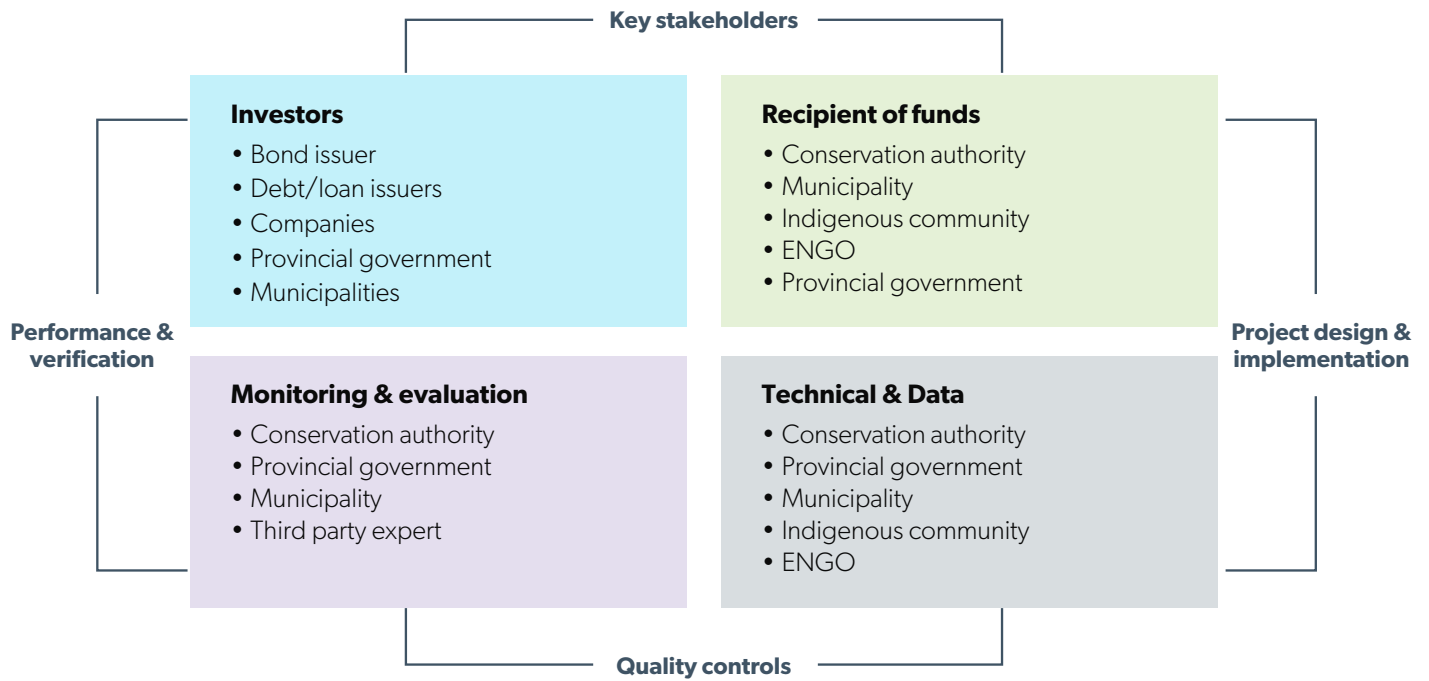 Key stakeholders
Investors
• Bond issuer
• Debt/loan issuers
• Companies
• Provincial government
• Municipalities
Recipient of funds
• Conservation authority
• Municipality
• Indigenous community
• ENGO
• Provincial government
Performance &
verification
Project design &
implementation
Monitoring & evaluation
• Conservation authority
• Provincial government
• Municipality
• Third party expert
Technical & Data
• Conservation authority
• Provincial government
• Municipality
• Indigenous community
• ENGO
Quality controls